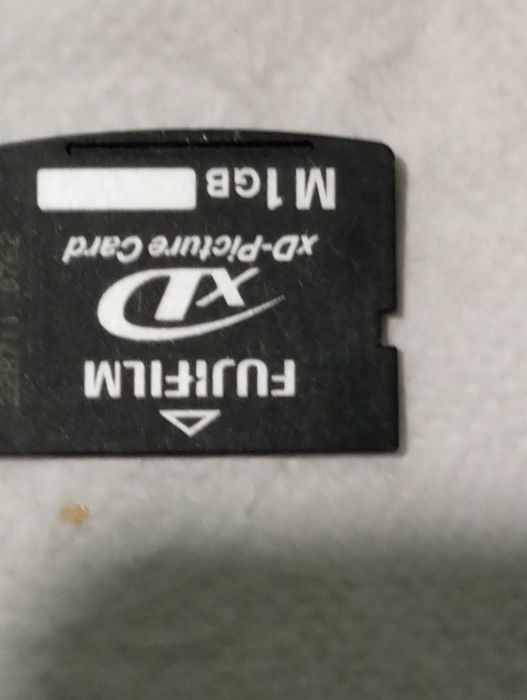 FUJIFILM
xD
xD-Picture Card
M 1GB